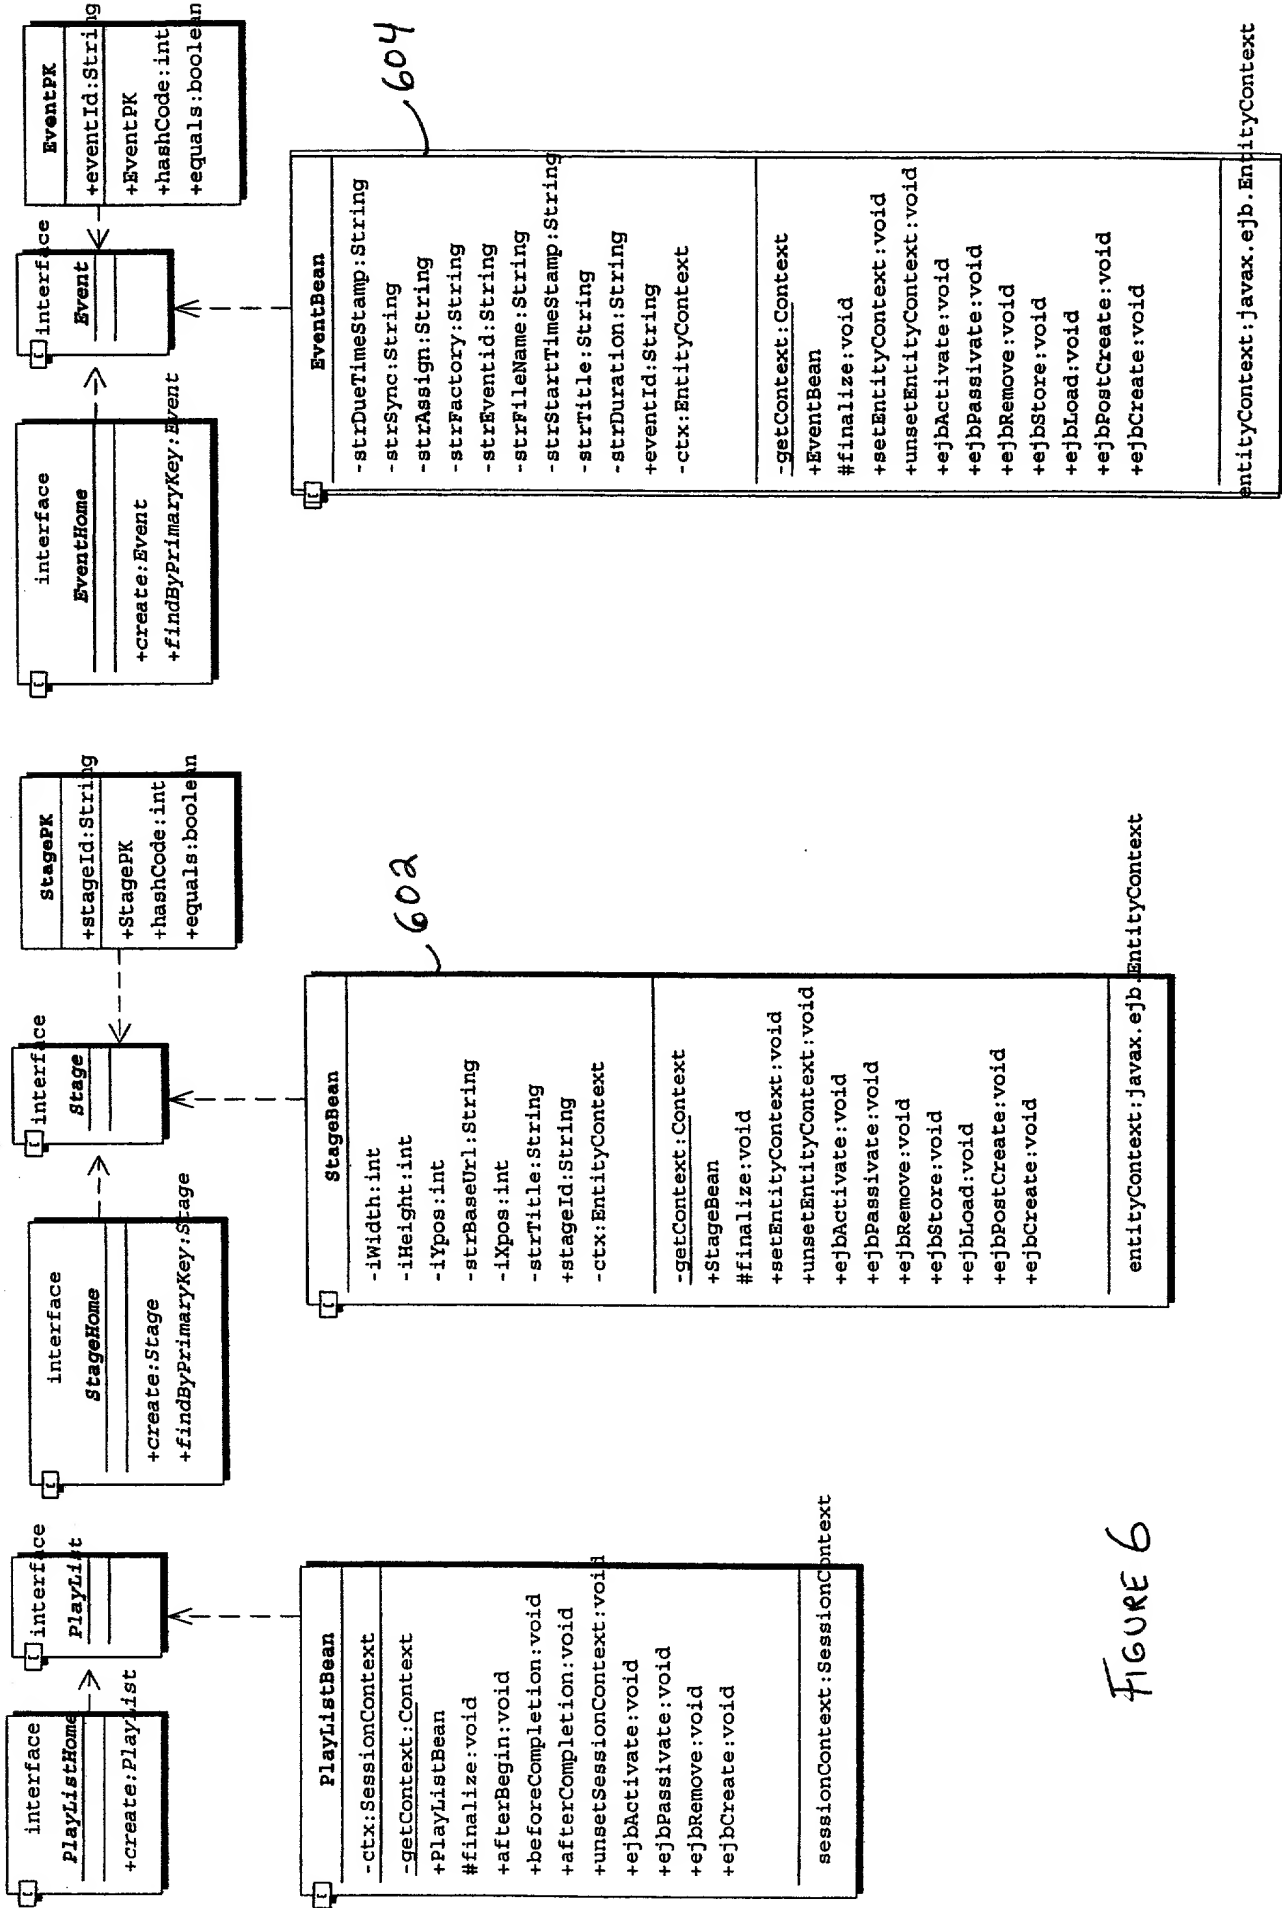 interface
PlayListHome
+create:PlayList
interface
PlayList
PlayListBean
-ctx:SessionContext
-getContext:Context
+PlayListBean
#finalize:void
+afterBegin:void
+beforeCompletion:void
+afterCompletion:void
+unsetSessionContext:void
+ejbActivate:void
+ejbPassivate:void
+ejbRemove:void
+ejbCreate:void
sessionContext:SessionContext
interface
StageHome
+create:Stage
+findByPrimaryKey:Stage
interface
Stage
StagePK
+stageId:String
+StagePK
+hashCode:int
+equals:boolean
StageBean
-iWidth:int
-iHeight:int
-iYpos:int
-strBaseUrl:String
-iXpos:int
-strTitle:String
+stageId:String
-ctx:EntityContext
-getContext:Context
+StageBean
#finalize:void
+setEntityContext:void
+unsetEntityContext:void
+ejbActivate:void
+ejbPassivate:void
+ejbRemove:void
+ejbStore:void
+ejbLoad:void
+ejbPostCreate:void
+ejbCreate:void
entityContext:javax.ejb.EntityContext
602
interface
EventHome
+create:Event
+findByPrimaryKey:Event
interface
Event
EventPK
+eventId:String
+EventPK
+hashCode:int
+equals:boolean
EventBean
-strDueTimeStamp:String
-strSync:String
-strAssign:String
-strFactory:String
-strEventid:String
-strFileName:String
-strStartTimeStamp:String
-strTitle:String
-strDuration:String
+eventId:String
-ctx:EntityContext
-getContext:Context
+EventBean
#finalize:void
+setEntityContext:void
+unsetEntityContext:void
+ejbActivate:void
+ejbPassivate:void
+ejbRemove:void
+ejbStore:void
+ejbLoad:void
+ejbPostCreate:void
+ejbCreate:void
entityContext:javax.ejb.EntityContext
604
FIGURE 6